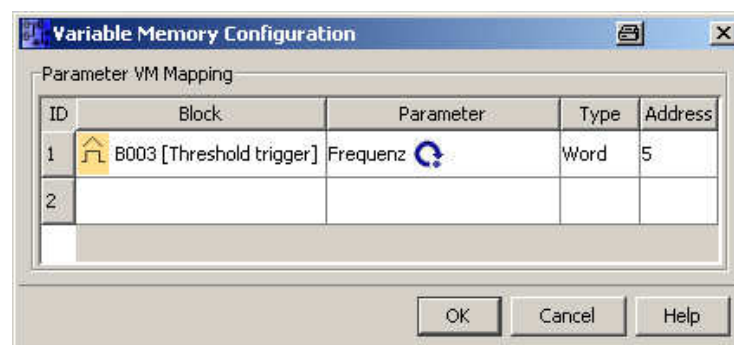 Variable Memory Configuration
Parameter VM Mapping
ID Block Parameter Type Address
1 B003 [Threshold trigger] Frequenz Word 5
2
OK Cancel Help